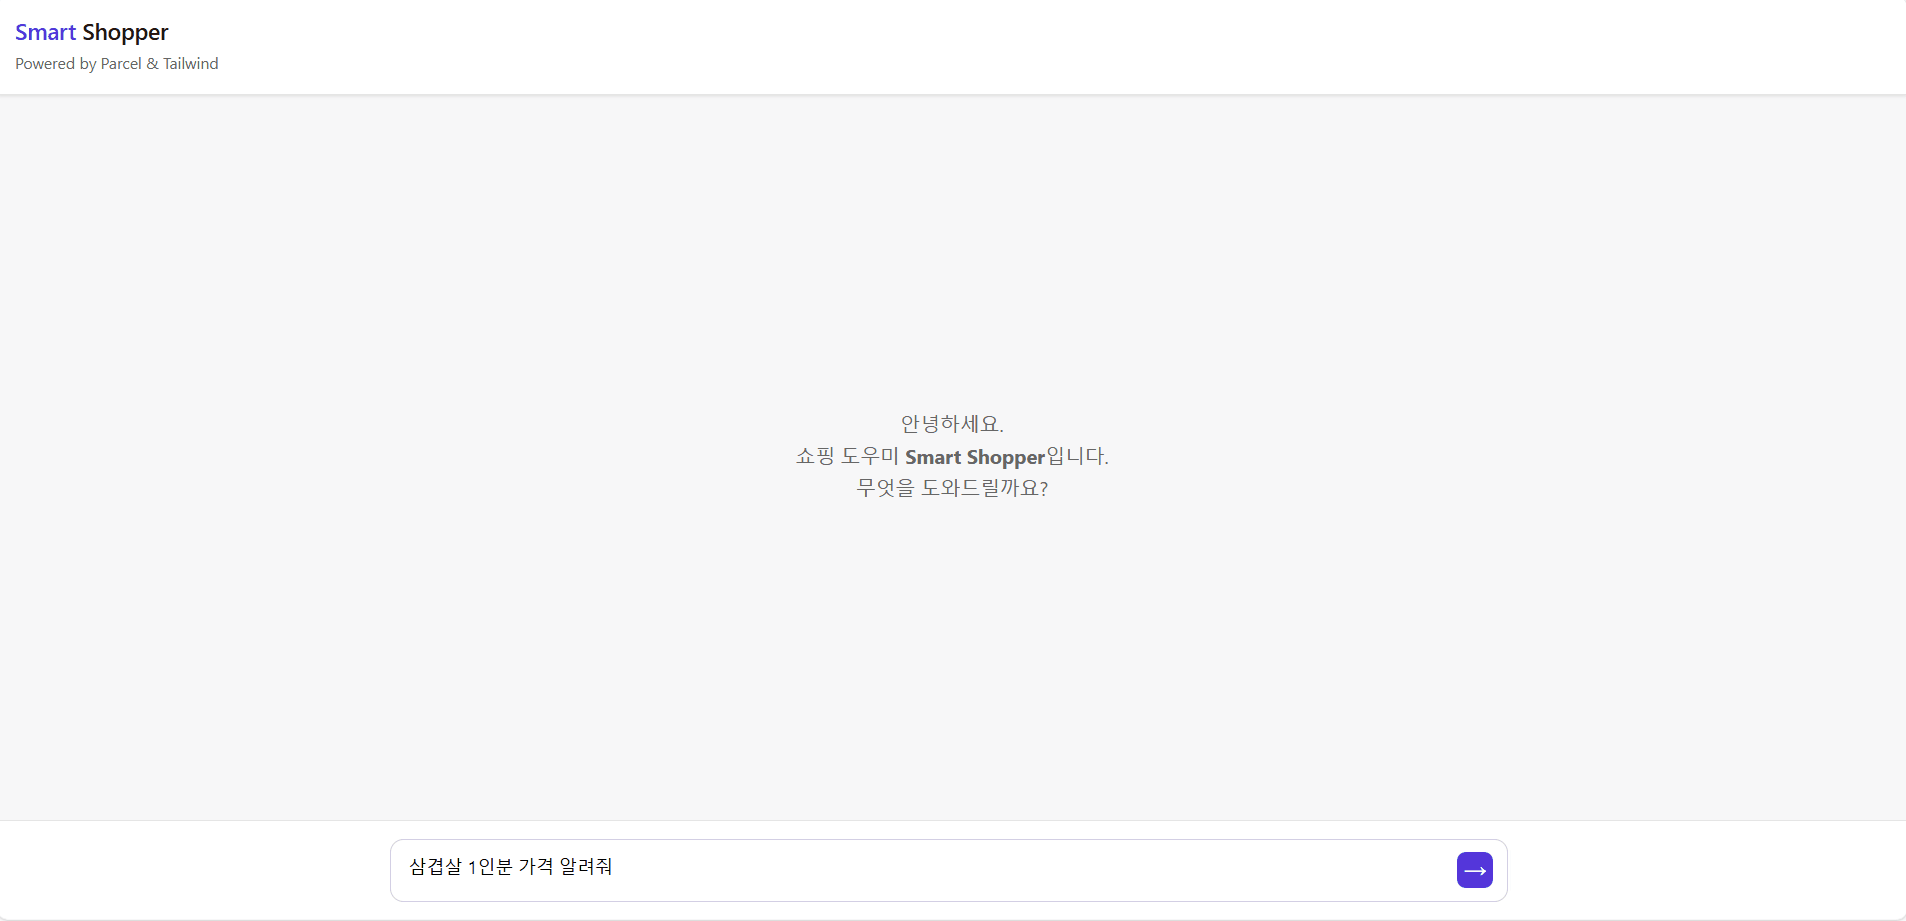 Smart Shopper
Powered by Parcel & Tailwind
안녕하세요.
쇼핑 도우미 Smart Shopper입니다.
무엇을 도와드릴까요?
삼겹살 1인분 가격 알려줘
→